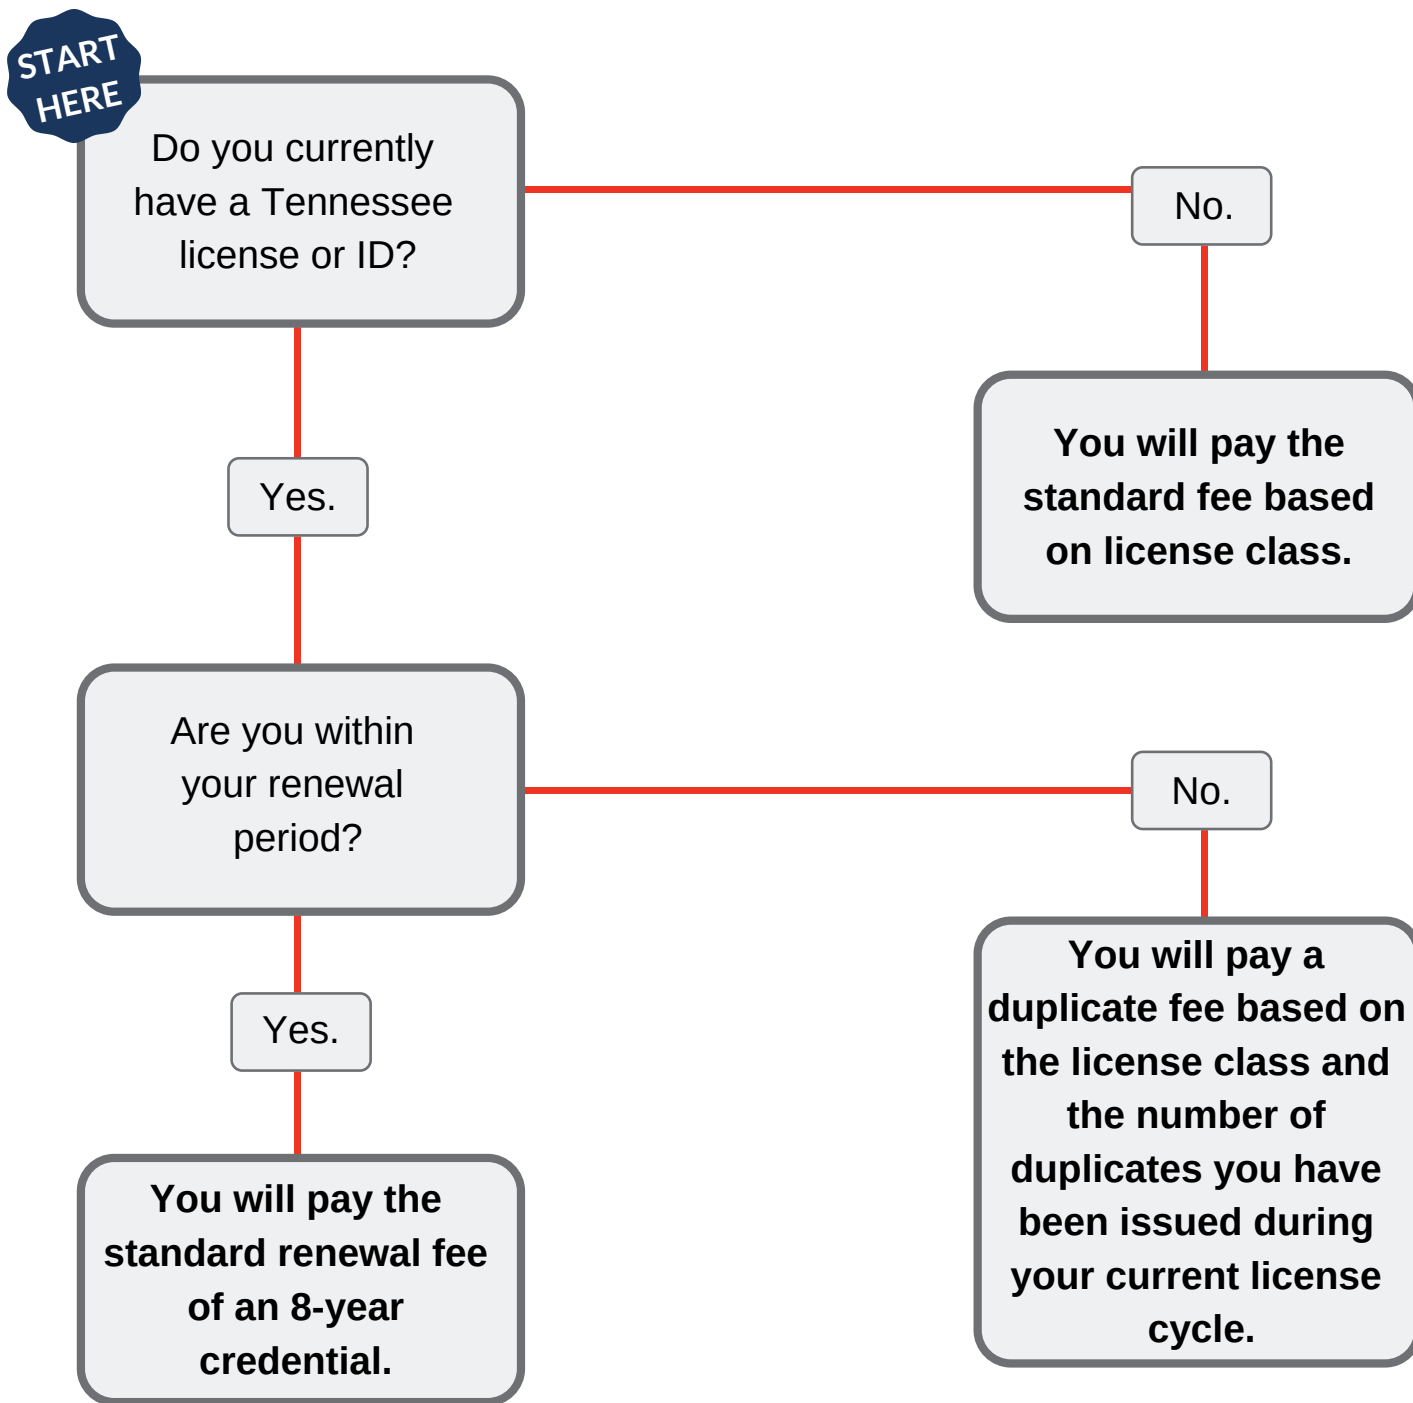 START
HERE
Do you currently
have a Tennessee
license or ID?
No.
You will pay the
standard fee based
on license class.
Yes.
Are you within
your renewal
period?
No.
You will pay a
duplicate fee based on
the license class and
the number of
duplicates you have
been issued during
your current license
cycle.
Yes.
You will pay the
standard renewal fee
of an 8-year
credential.